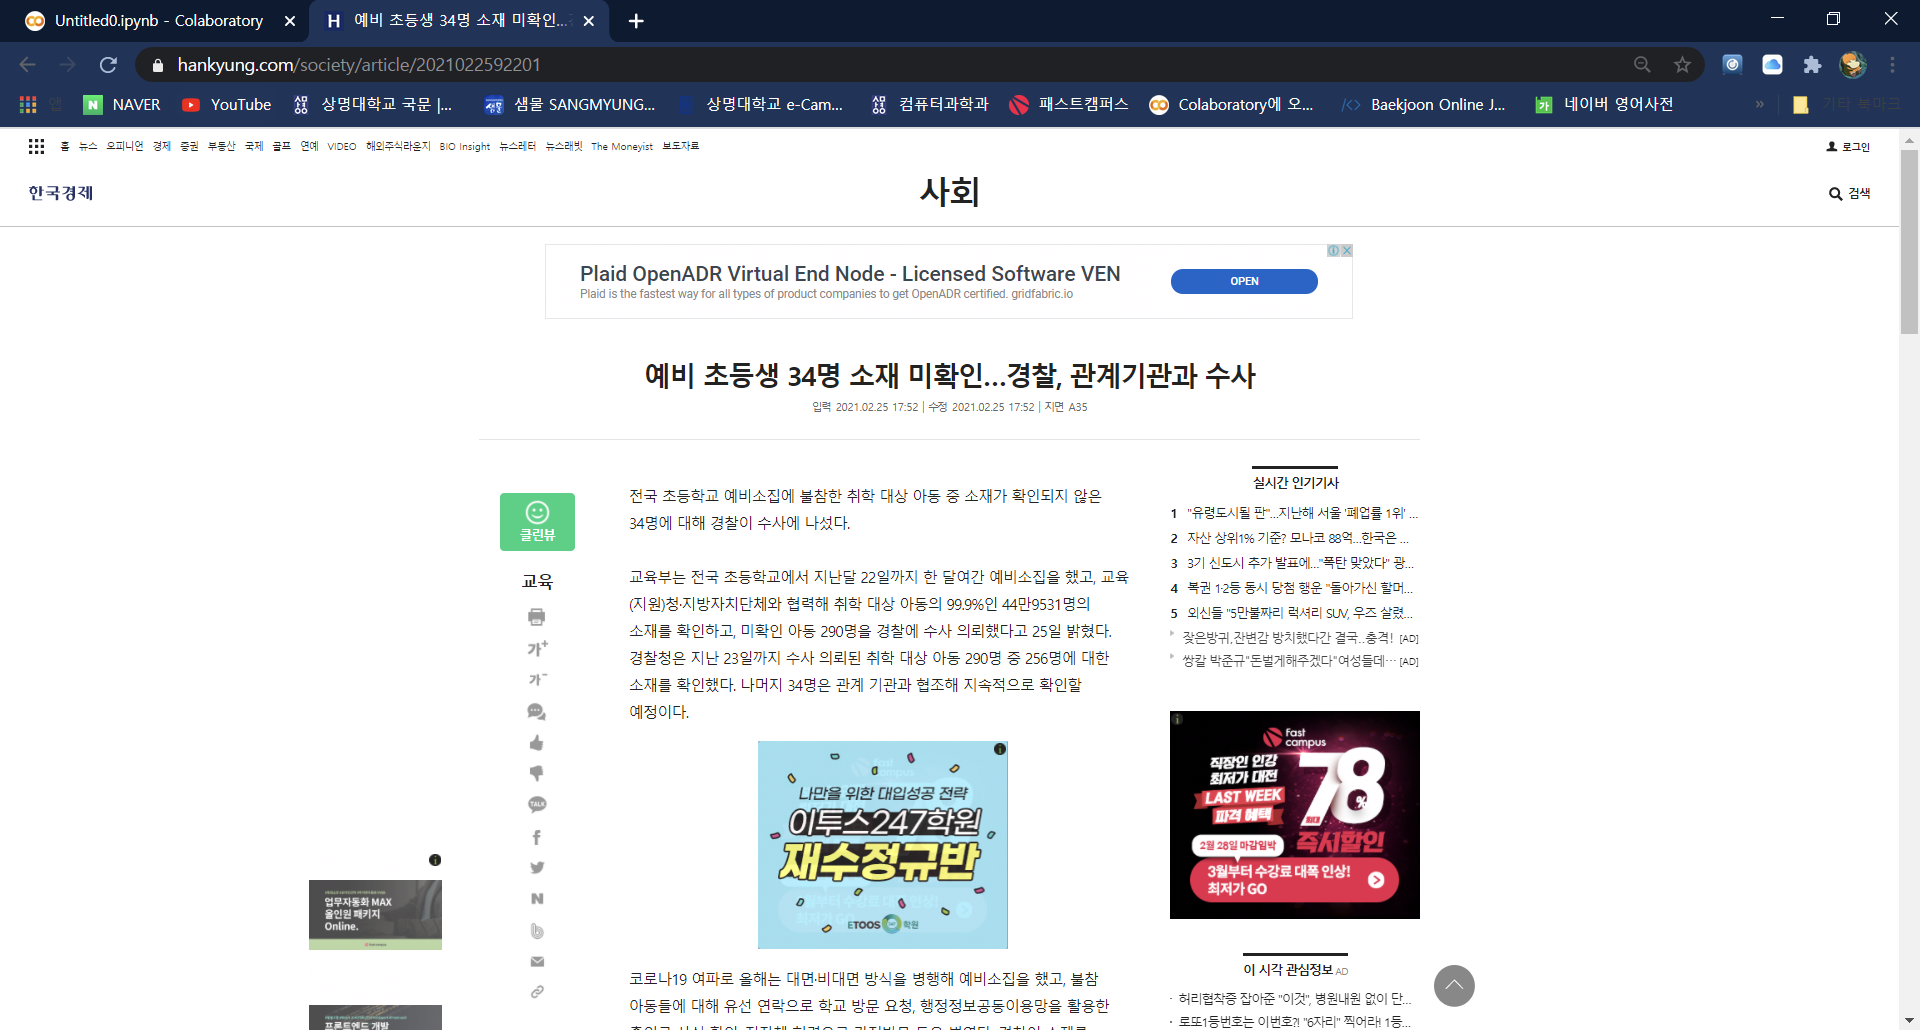 Untitled0.ipynb - Colaboratory
예비 초등생 34명 소재 미확인...
hankyung.com/society/article/2021022592201
앱
NAVER
YouTube
상명대학교 국문 |...
샘물 SANGMYUNG...
상명대학교 e-Cam...
컴퓨터과학과
패스트캠퍼스
Colaboratory에 오...
Baekjoon Online J...
네이버 영어사전
»
기타 북마크
홈 뉴스 오피니언 경제 증권 부동산 국제 골프 연예 VIDEO 해외주식라운지 BIO Insight 뉴스레터 뉴스래빗 The Moneyist 보도자료
로그인
한국경제
사회
검색
Plaid OpenADR Virtual End Node - Licensed Software VEN
Plaid is the fastest way for all types of product companies to get OpenADR certified. gridfabric.io
OPEN
예비 초등생 34명 소재 미확인…경찰, 관계기관과 수사
입력 2021.02.25 17:52 | 수정 2021.02.25 17:52 | 지면 A35
클린뷰
교육
가+
가-
TALK
전국 초등학교 예비소집에 불참한 취학 대상 아동 중 소재가 확인되지 않은
34명에 대해 경찰이 수사에 나섰다.
교육부는 전국 초등학교에서 지난달 22일까지 한 달여간 예비소집을 했고, 교육
(지원)청·지방자치단체와 협력해 취학 대상 아동의 99.9%인 44만9531명의
소재를 확인하고, 미확인 아동 290명을 경찰에 수사 의뢰했다고 25일 밝혔다.
경찰청은 지난 23일까지 수사 의뢰된 취학 대상 아동 290명 중 256명에 대한
소재를 확인했다. 나머지 34명은 관계 기관과 협조해 지속적으로 확인할
예정이다.
나만을 위한 대입성공 전략
이투스247학원
재수정규반
ETOOS 247 학원
코로나19 여파로 올해는 대면·비대면 방식을 병행해 예비소집을 했고, 불참
아동들에 대해 유선 연락으로 학교 방문 요청, 행정정보공동이용망을 활용한
실시간 인기기사
1 "유령도시될 판"...지난해 서울 '폐업률 1위' ...
2 자산 상위1% 기준? 모나코 88억...한국은 ...
3 3기 신도시 추가 발표에..."폭탄 맞았다" 광...
4 복권 1·2등 동시 당첨 행운 "돌아가신 할머...
5 외신들 "5만불짜리 럭셔리 SUV, 우즈 살렸...
잦은방귀,잔변감 방치했다간 결국..충격! [AD]
쌍칼 박준규"돈벌게해주겠다"여성들데… [AD]
Fast campus
직장인 인강
최저가 대전
LAST WEEK
파격 혜택
최대 78%
즉시할인
2월 28일 마감임박
3월부터 수강료 대폭 인상!
최저가 GO
이 시각 관심정보 AD
· 허리협착증 잡아준 "이것", 병원내원 없이 단...
· 로또1등번호는 이번호?! "6자리" 찍어라! 1등...
업무자동화 MAX
올인원 패키지
Online.
프론트엔드 개발